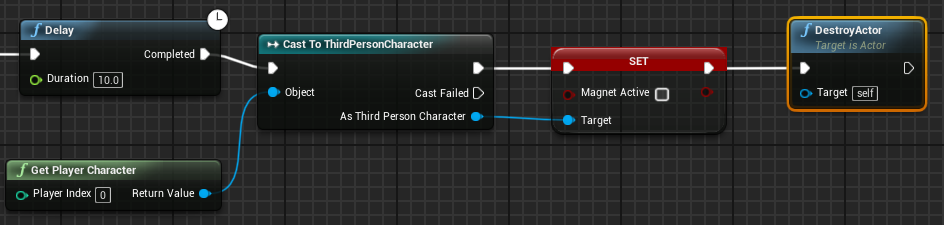 f Delay
Completed
Duration 10.0
Cast To ThirdPersonCharacter
Object
Cast Failed
As Third Person Character
SET
Magnet Active
Target
f DestroyActor
Target is Actor
Target self
f Get Player Character
Player Index 0 Return Value